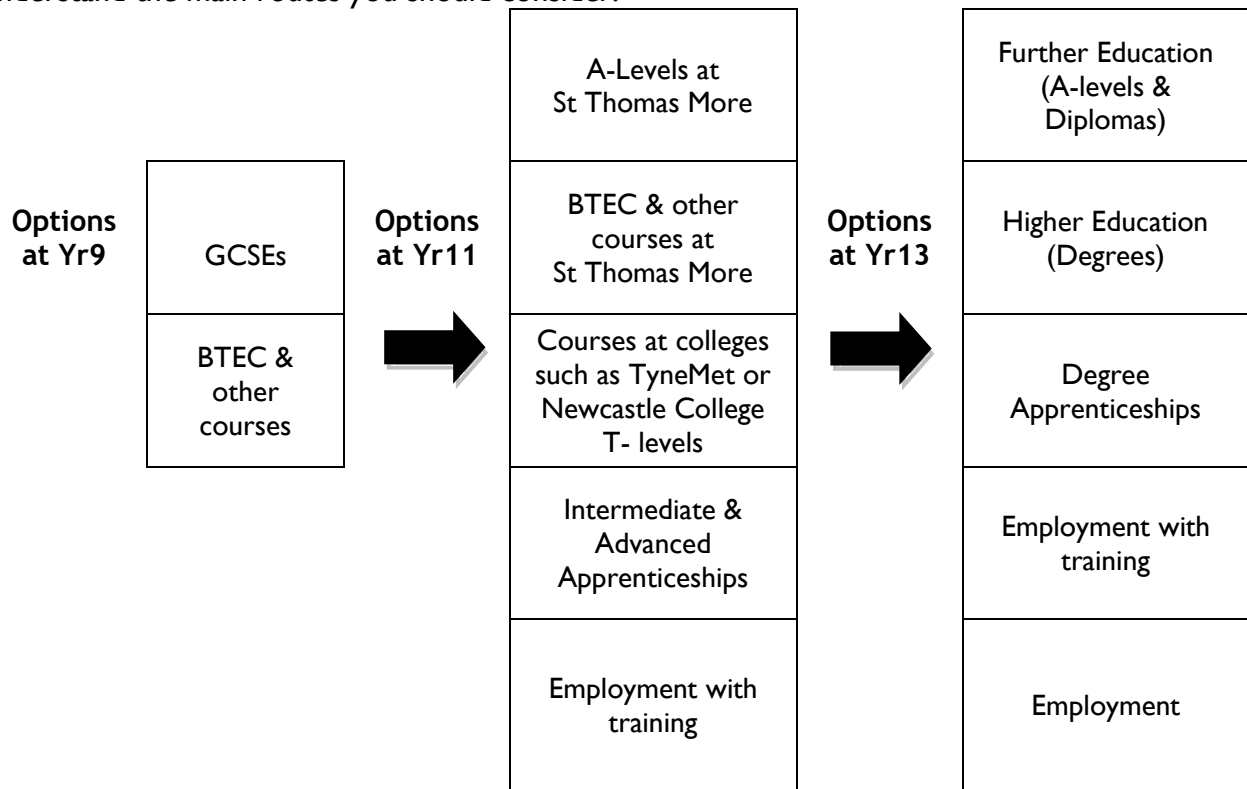 Options
at Yr9
GCSEs
BTEC &
other
courses
Options
at Yr11
A-Levels at
St Thomas More
BTEC & other
courses at
St Thomas More
Courses at colleges
such as TyneMet or
Newcastle College
T- levels
Intermediate &
Advanced
Apprenticeships
Employment with
training
Options
at Yr13
Further Education
(A-levels &
Diplomas)
Higher Education
(Degrees)
Degree
Apprenticeships
Employment with
training
Employment